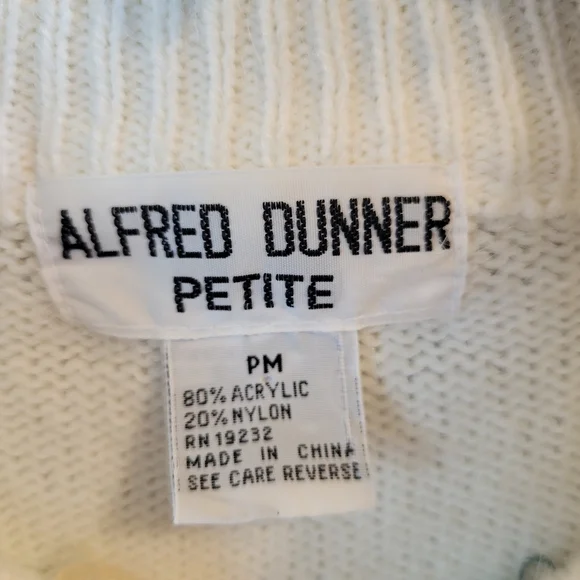 ALFRED DUNNER
PETITE
PM
80% ACRYLIC
20% NYLON
RN 19232
MADE IN CHINA
SEE CARE REVERSE